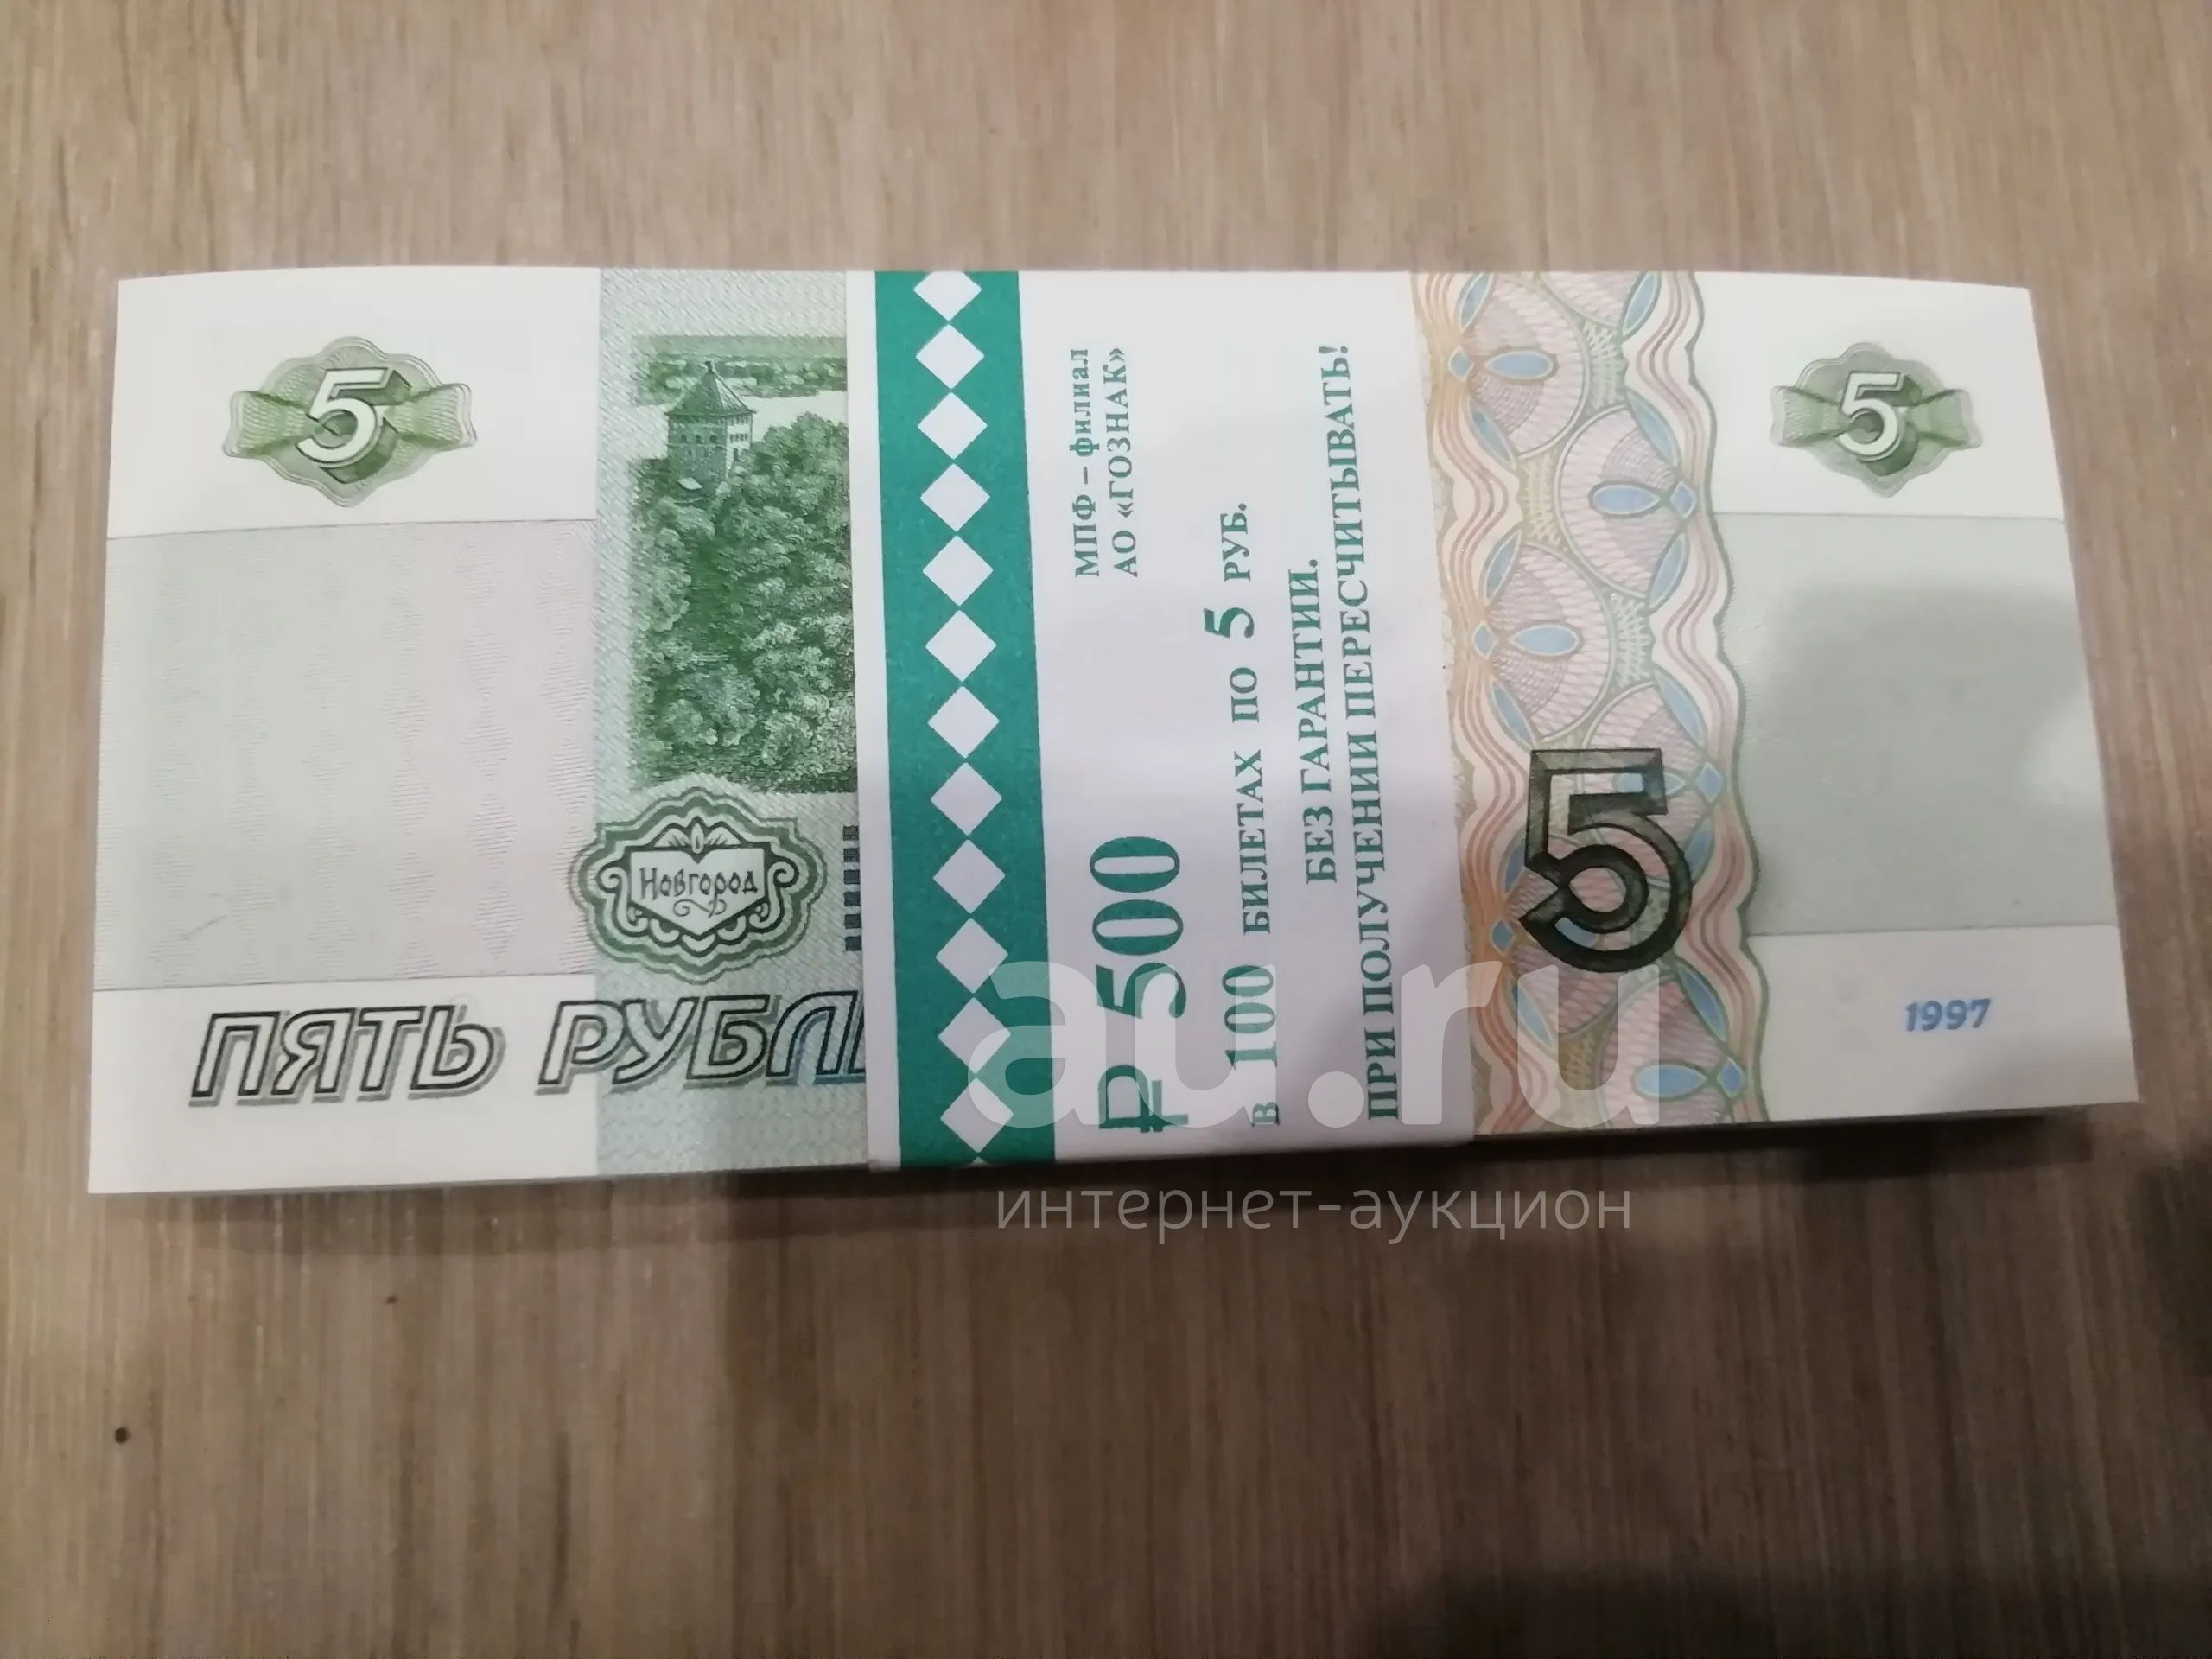 5
5
Новгород
ПЯТЬ РУБЛ
МПФ – филиал
АО «ГОЗНАК»
₽ 500
в 100 БИЛЕТАХ ПО 5 РУБ.
БЕЗ ГАРАНТИИ.
ПРИ ПОЛУЧЕНИИ ПЕРЕСЧИТЫВАТЬ!
5
1997
au.ru
интернет-аукцион